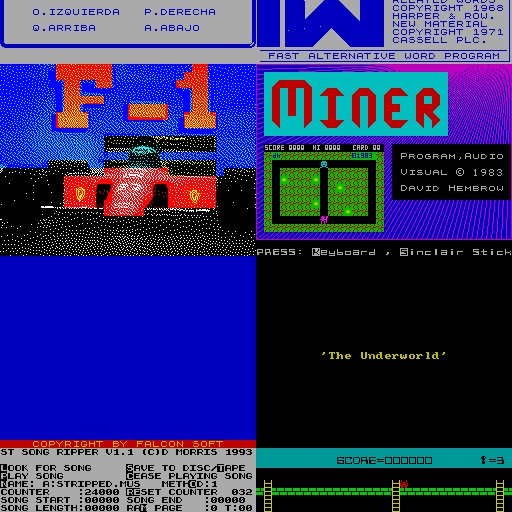 O.IZQUIERDA P.DERECHA
Q.ARRIBA A.ABAJO
COPYRIGHT 1968
HARPER & ROW.
NEW MATERIAL
COPYRIGHT 1971
CASSELL PLC.
FAST ALTERNATIVE WORD PROGRAM
F-1
MINER
SCORE 0000 HI 0000 CARD 00
PROGRAM,AUDIO
VISUAL © 1983
DAVID HEMBROW
PRESS: Keyboard , Sinclair Stick
'The Underworld'
COPYRIGHT BY FALCON SOFT
ST SONG RIPPER V1.1 (C)D MORRIS 1993
LOOK FOR SONG SAVE TO DISC/TAPE
PLAY SONG CEASE PLAYING SONG
NAME: A:STRIPPED.MUS METHOD:1
COUNTER :24000 RESET COUNTER 032
SONG START :00000 SONG END :00000
SONG LENGTH:00000 RAM PAGE :0 T:00
SCORE=000000 !=3